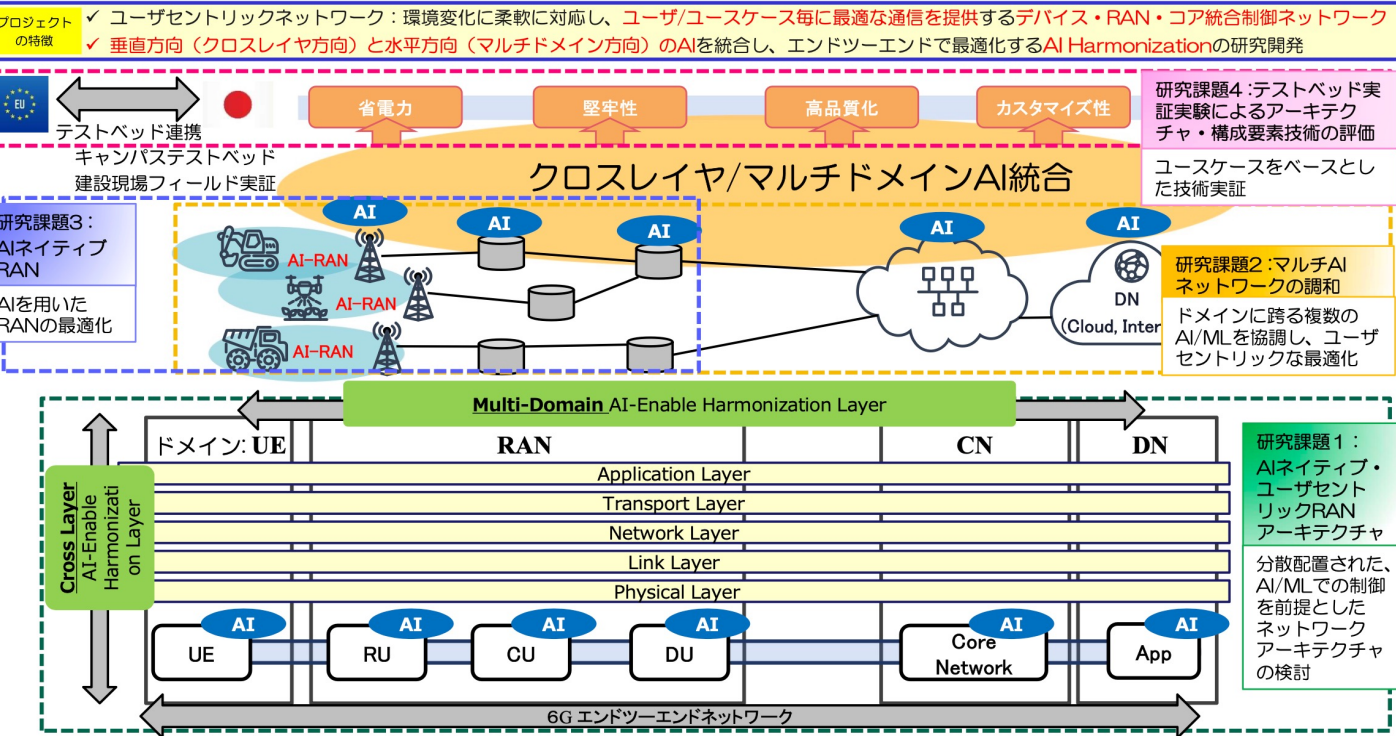 プロジェクト
の特徴
✓ ユーザセントリックネットワーク：環境変化に柔軟に対応し、ユーザ/ユースケース毎に最適な通信を提供するデバイス・RAN・コア統合制御ネットワーク
✓ 垂直方向（クロスレイヤ方向）と水平方向（マルチドメイン方向）のAIを統合し、エンドツーエンドで最適化するAI Harmonizationの研究開発
EU
テストベッド連携
省電力
堅牢性
高品質化
カスタマイズ性
研究課題4：テストベッド実
証実験によるアーキテク
チャ・構成要素技術の評価
ユースケースをベースとし
た技術実証
キャンパステストベッド
建設現場フィールド実証
クロスレイヤ/マルチドメインAI統合
研究課題3：
AIネイティブ
RAN
AIを用いた
RANの最適化
AI
AI
AI
AI
AI
AI-RAN
AI-RAN
AI-RAN
DN
(Cloud, Inter
研究課題2：マルチAI
ネットワークの調和
ドメインに跨る複数の
AI/MLを協調し、ユーザ
セントリックな最適化
Multi-Domain AI-Enable Harmonization Layer
ドメイン: UE
RAN
CN
DN
Cross Layer
AI-Enable
Harmonizati
on Layer
Application Layer
Transport Layer
Network Layer
Link Layer
Physical Layer
AI
AI
AI
AI
AI
AI
UE
RU
CU
DU
Core
Network
App
6G エンドツーエンドネットワーク
研究課題1：
AIネイティブ・
ユーザセント
リックRAN
アーキテクチャ
分散配置された、
AI/MLでの制御
を前提とした
ネットワーク
アーキテクチャ
の検討